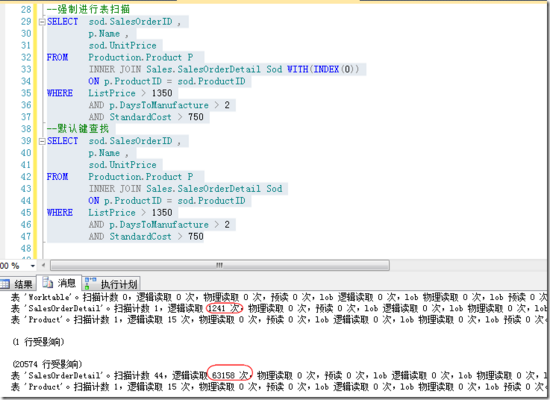 28 --强制进行表扫描
29 SELECT sod.SalesOrderID ,
30 p.Name ,
31 sod.UnitPrice
32 FROM Production.Product P
33 INNER JOIN Sales.SalesOrderDetail Sod WITH(INDEX(0))
34 ON p.ProductID = sod.ProductID
35 WHERE ListPrice > 1350
36 AND p.DaysToManufacture > 2
37 AND StandardCost > 750
38 --默认键查找
39 SELECT sod.SalesOrderID ,
40 p.Name ,
41 sod.UnitPrice
42 FROM Production.Product P
43 INNER JOIN Sales.SalesOrderDetail Sod
44 ON p.ProductID = sod.ProductID
45 WHERE ListPrice > 1350
46 AND p.DaysToManufacture > 2
47 AND StandardCost > 750
48
00 %
结果 消息 执行计划
表 'Worktable'。扫描计数 0，逻辑读取 0 次，物理读取 0 次，预读 0 次，lob 逻辑读取 0 次，lob 物理读取 0 次，lob 预读 0 次
表 'SalesOrderDetail'。扫描计数 1，逻辑读取 1241 次，物理读取 0 次，预读 0 次，lob 逻辑读取 0 次，lob 物理读取 0 次，
表 'Product'。扫描计数 1，逻辑读取 15 次，物理读取 0 次，预读 0 次，lob 逻辑读取 0 次，lob 物理读取 0 次，lob 预读
(1 行受影响)
(20574 行受影响)
表 'SalesOrderDetail'。扫描计数 44，逻辑读取 63158 次，物理读取 0 次，预读 0 次，lob 逻辑读取 0 次，lob 物理读取 0 次
表 'Product'。扫描计数 1，逻辑读取 15 次，物理读取 0 次，预读 0 次，lob 逻辑读取 0 次，lob 物理读取 0 次，lob 预读